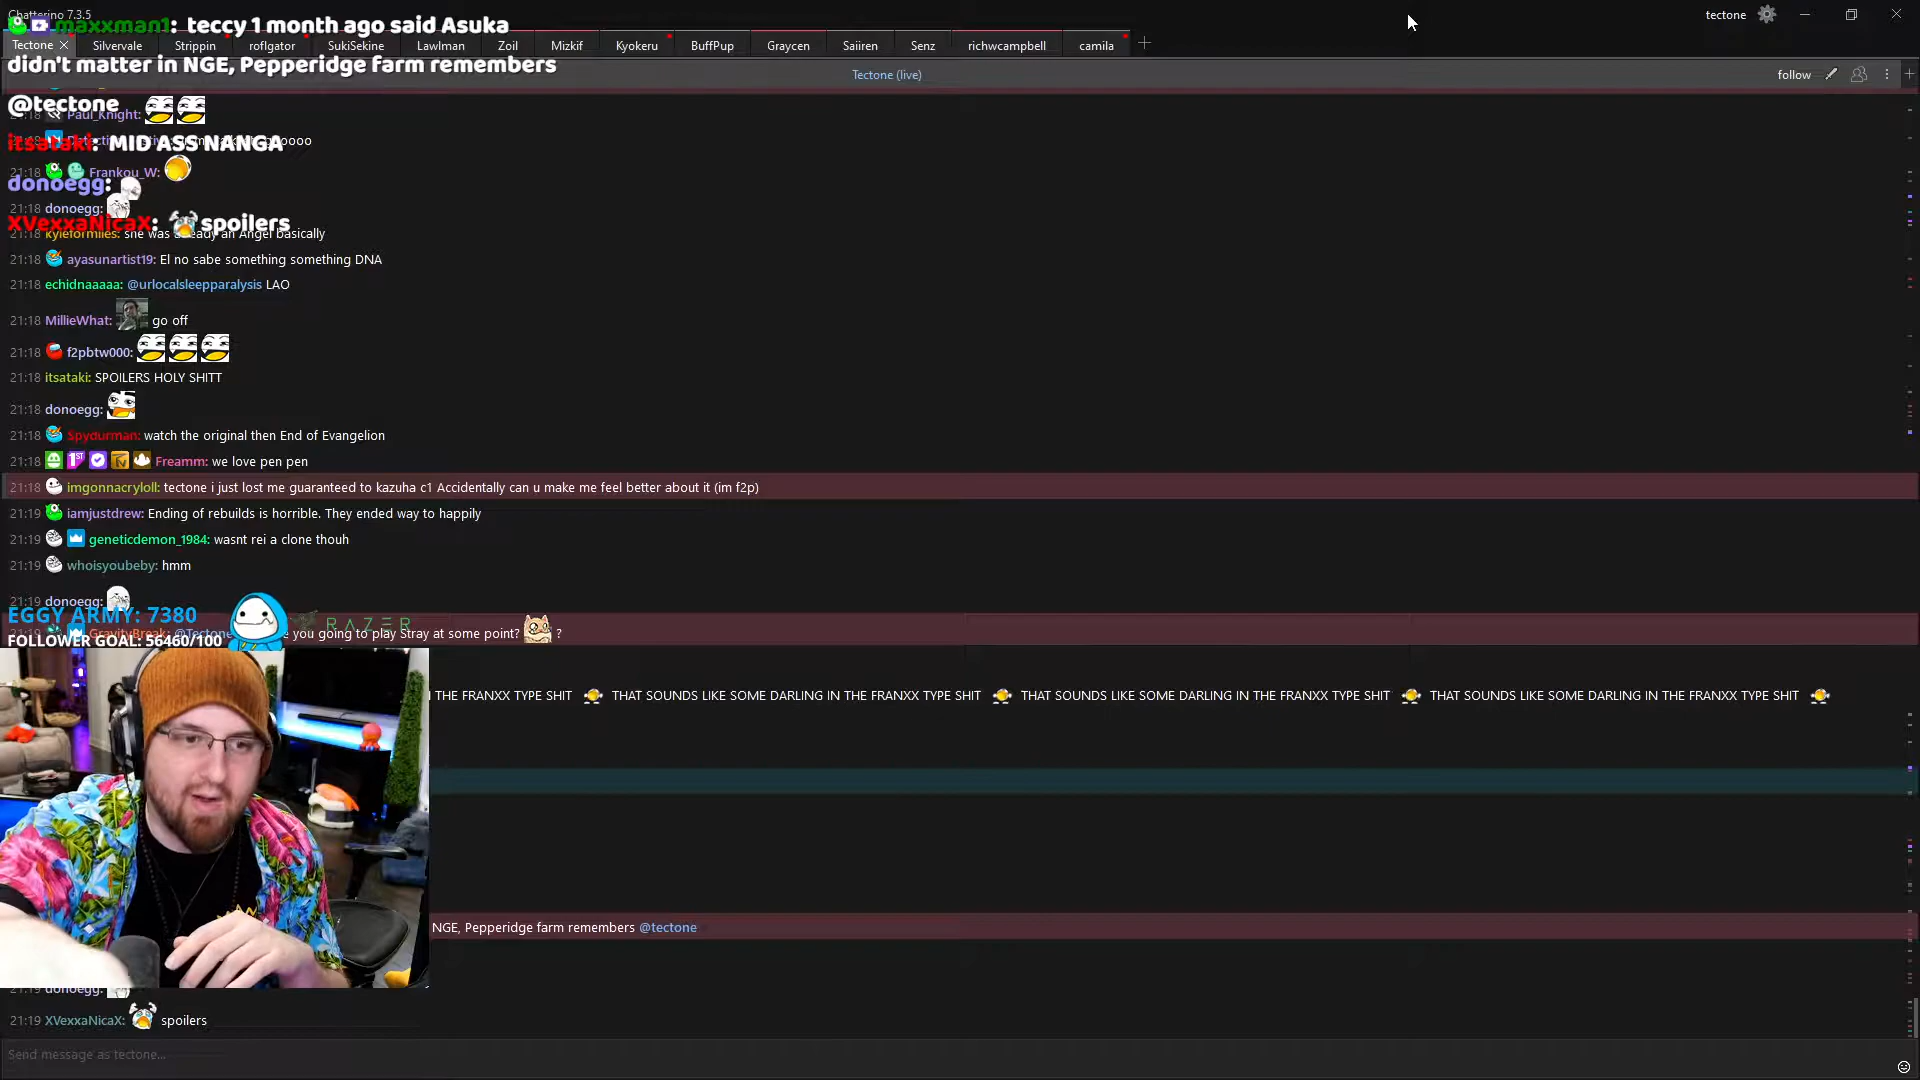 Chatterino 7.3.5
tectone
maxxman1: teccy 1 month ago said Asuka
Tectone Silvervale Strippin roflgator SukiSekine Lawlman Zoil Mizkif Kyokeru BuffPup Graycen Saiiren Senz richwcampbell camila
didn't matter in NGE, Pepperidge farm remembers
Tectone (live)
follow
@tectone
21:18 Paul_Knight:
itsataki: MID ASS NANGA
21:18 Frankou_W:
donoegg:
21:18 donoegg:
XVexxaNicaX: spoilers
21:18 kyleformiles: she was already an Angel basically
21:18 ayasunartist19: El no sabe something something DNA
21:18 echidnaaaaa: @urlocalsleepparalysis LAO
21:18 MillieWhat: go off
21:18 f2pbtw000:
21:18 itsataki: SPOILERS HOLY SHITT
21:18 donoegg:
21:18 Spydurman: watch the original then End of Evangelion
21:18 Freamm: we love pen pen
21:18 imgonnacryloll: tectone i just lost me guaranteed to kazuha c1 Accidentally can u make me feel better about it (im f2p)
21:19 iamjustdrew: Ending of rebuilds is horrible. They ended way to happily
21:19 geneticdemon_1984: wasnt rei a clone thouh
21:19 whoisyoubeby: hmm
21:19 donoegg:
EGGY ARMY: 7380
RAZER
GravityBreak: @Tectone you going to play Stray at some point? ?
FOLLOWER GOAL: 56460/100
THE FRANXX TYPE SHIT THAT SOUNDS LIKE SOME DARLING IN THE FRANXX TYPE SHIT THAT SOUNDS LIKE SOME DARLING IN THE FRANXX TYPE SHIT THAT SOUNDS LIKE SOME DARLING IN THE FRANXX TYPE SHIT
NGE, Pepperidge farm remembers @tectone
21:19 donoegg:
21:19 XVexxaNicaX: spoilers
Send message as tectone...